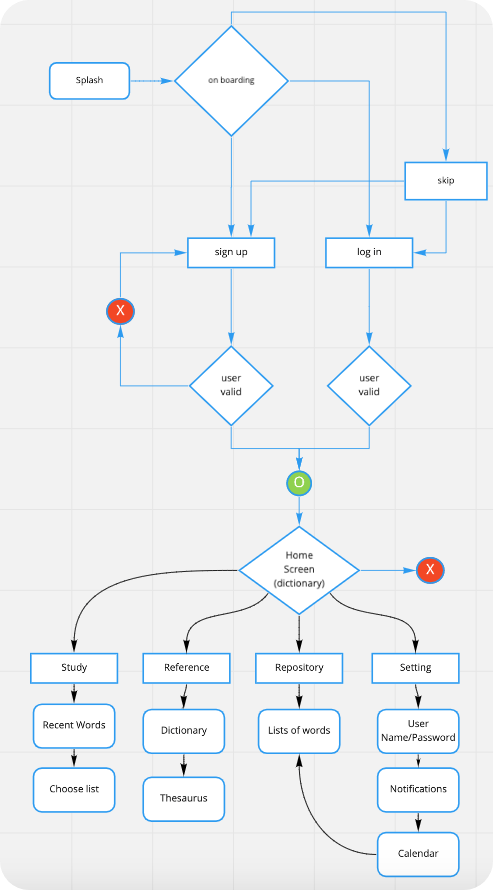 Splash
on boarding
skip
sign up
log in
X
user
valid
user
valid
O
Home
Screen
(dictionary)
X
Study
Reference
Repository
Setting
Recent Words
Dictionary
Lists of words
User
Name/Password
Choose list
Thesaurus
Notifications
Calendar